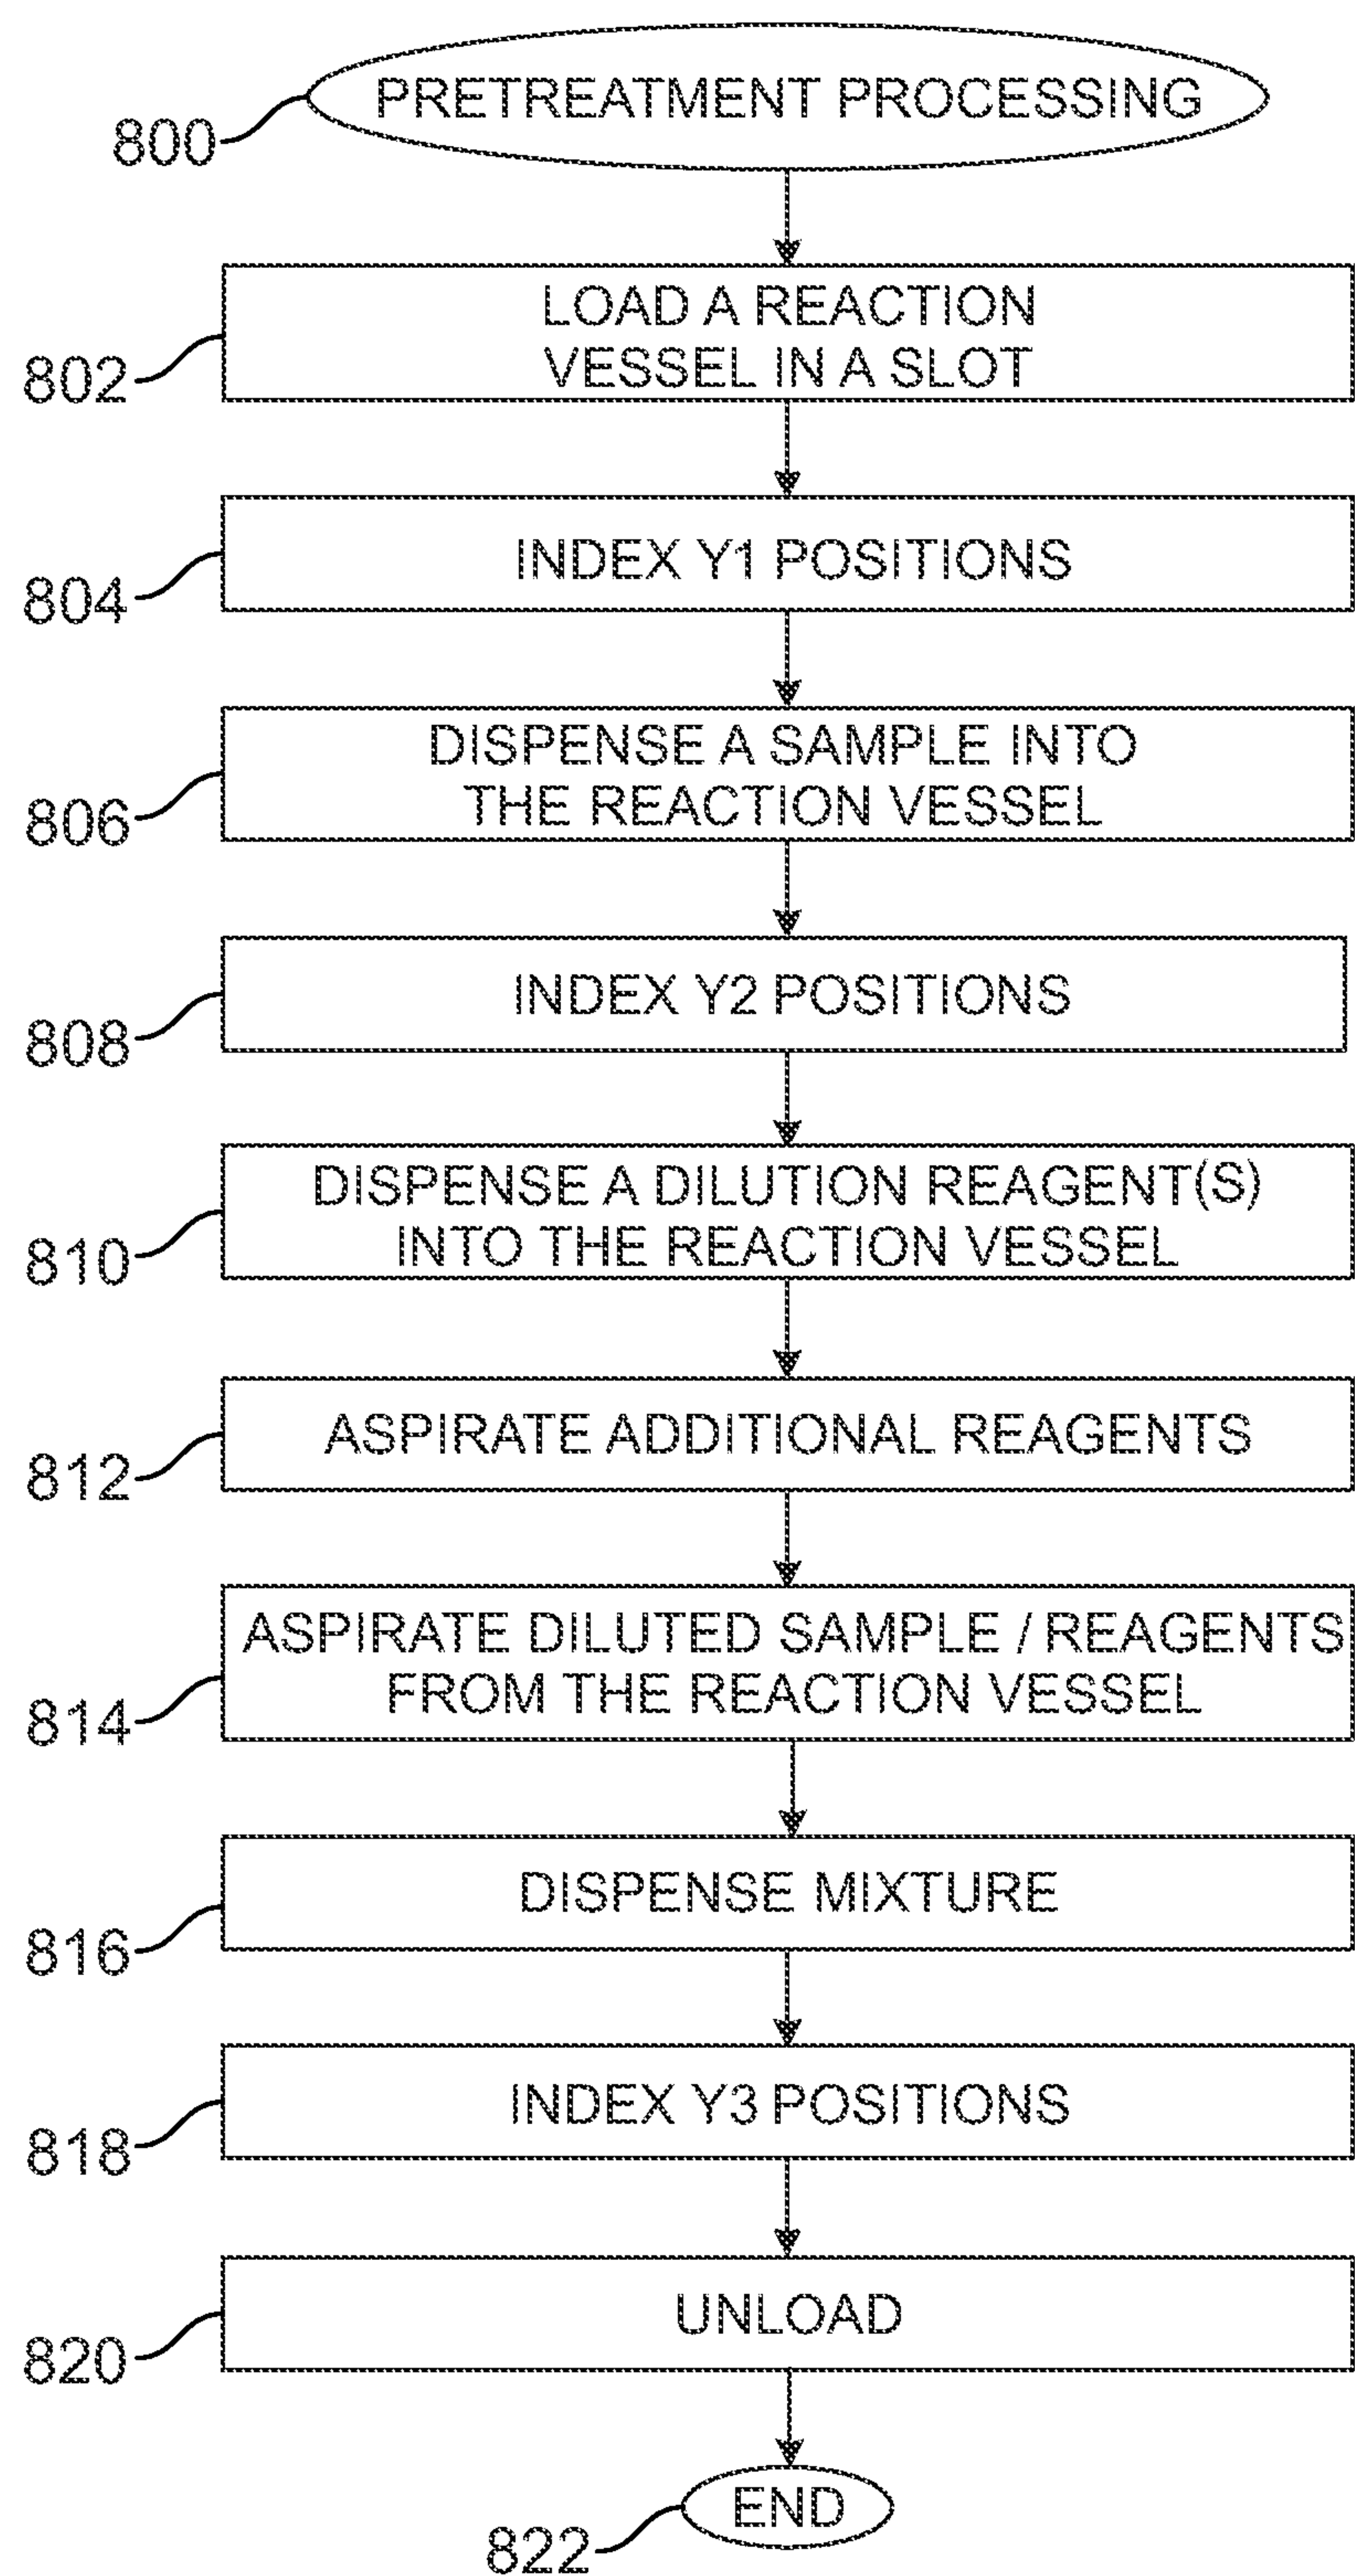 PRETREATMENT PROCESSING
800
LOAD A REACTION
VESSEL IN A SLOT
802
INDEX Y1 POSITIONS
804
DISPENSE A SAMPLE INTO
THE REACTION VESSEL
806
INDEX Y2 POSITIONS
808
DISPENSE A DILUTION REAGENT(S)
INTO THE REACTION VESSEL
810
ASPIRATE ADDITIONAL REAGENTS
812
ASPIRATE DILUTED SAMPLE / REAGENTS
FROM THE REACTION VESSEL
814
DISPENSE MIXTURE
816
INDEX Y3 POSITIONS
818
UNLOAD
820
END
822